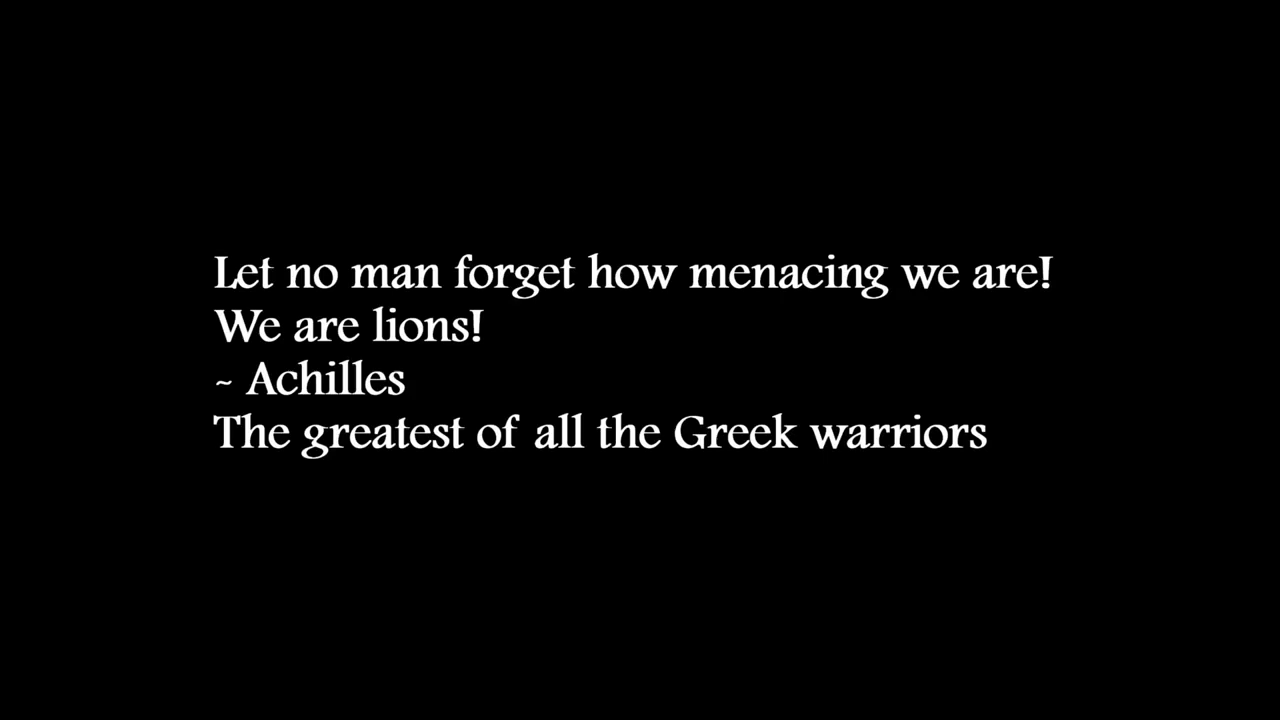 Let no man forget how menacing we are!
We are lions!
~ Achilles
The greatest of all the Greek warriors